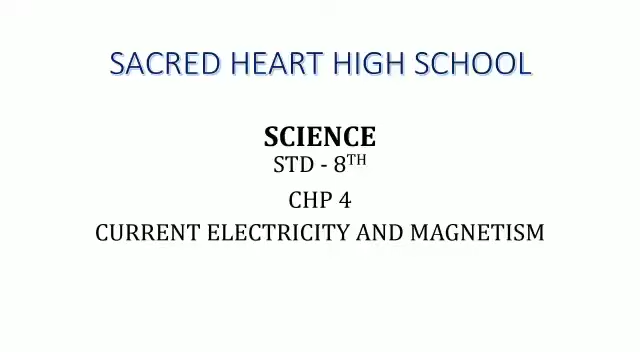 SACRED HEART HIGH SCHOOL
SCIENCE
STD - 8TH
CHP 4
CURRENT ELECTRICITY AND MAGNETISM